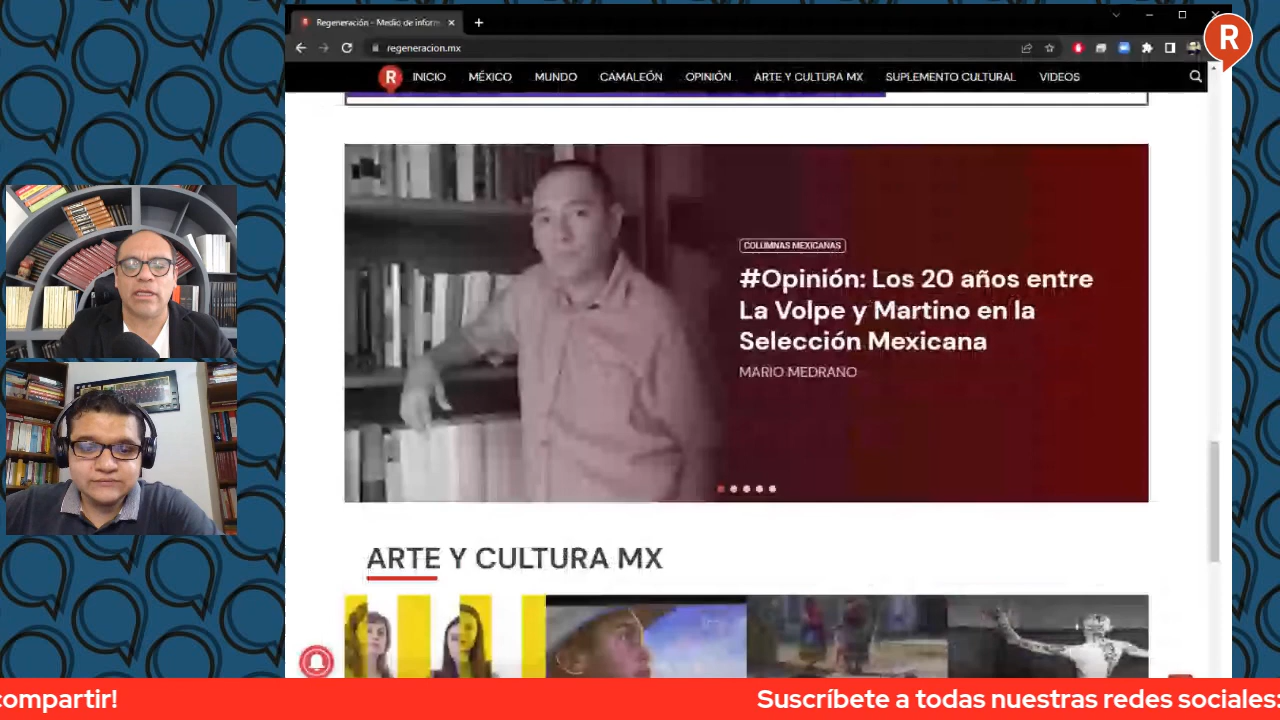 Regeneración - Medio de inform
regeneracion.mx
R
R INICIO MÉXICO MUNDO CAMALEÓN OPINIÓN ARTE Y CULTURA MX SUPLEMENTO CULTURAL VIDEOS
COLUMNAS MEXICANAS
#Opinión: Los 20 años entre
La Volpe y Martino en la
Selección Mexicana
MARIO MEDRANO
ARTE Y CULTURA MX
compartir! Suscríbete a todas nuestras redes sociales: